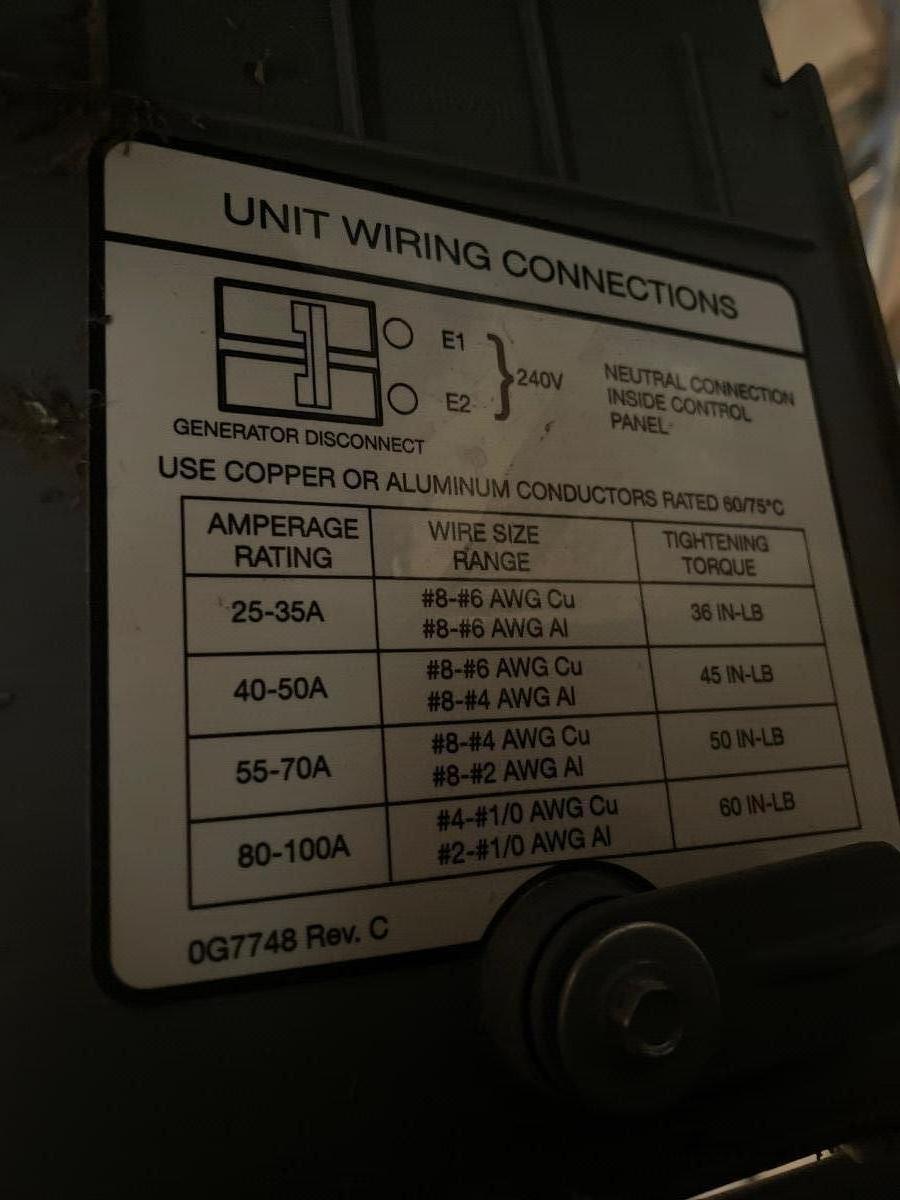 UNIT WIRING CONNECTIONS
E1
E2
240V
NEUTRAL CONNECTION
INSIDE CONTROL
PANEL
GENERATOR DISCONNECT
USE COPPER OR ALUMINUM CONDUCTORS RATED 60/75°C
AMPERAGE RATING
WIRE SIZE RANGE
TIGHTENING TORQUE
25-35A
#8-#6 AWG Cu
#8-#6 AWG Al
36 IN-LB
40-50A
#8-#6 AWG Cu
#8-#4 AWG Al
45 IN-LB
55-70A
#8-#4 AWG Cu
#8-#2 AWG Al
50 IN-LB
80-100A
#4-#1/0 AWG Cu
#2-#1/0 AWG Al
60 IN-LB
0G7748 Rev. C